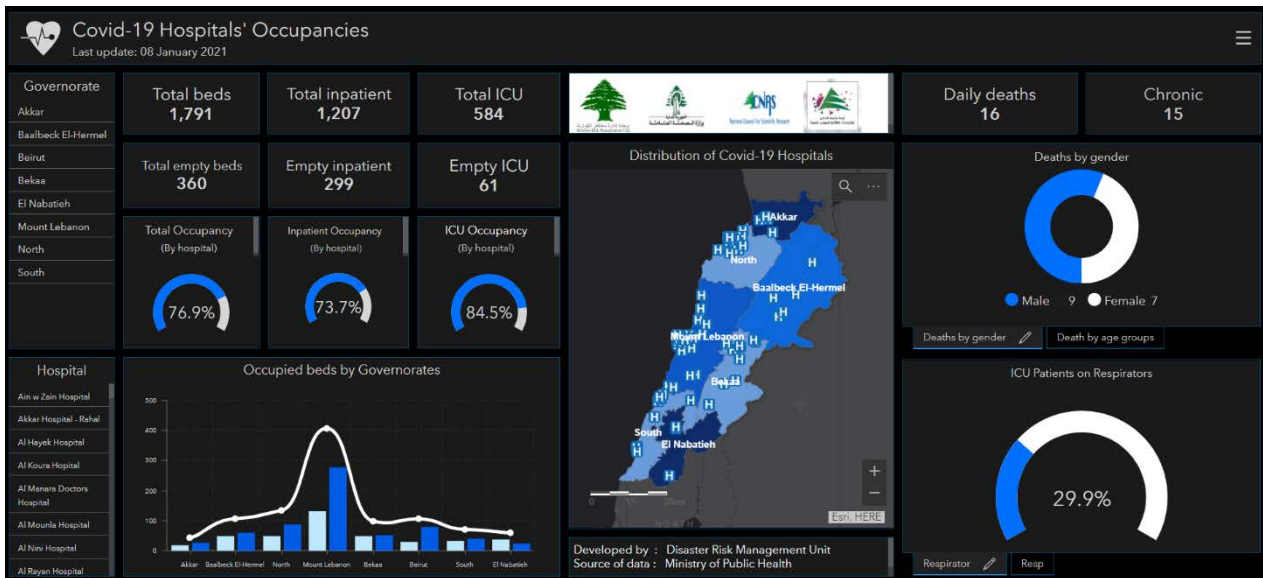 Covid-19 Hospitals' Occupancies
Last update: 08 January 2021
Governorate
Akkar
Baalbeck El-Hermel
Beirut
Bekaa
El Nabatieh
Mount Lebanon
North
South
Total beds
1,791
Total inpatient
1,207
Total ICU
584
Total empty beds
360
Empty inpatient
299
Empty ICU
61
Total Occupancy
(By hospital)
76.9%
Inpatient Occupancy
(By hospital)
73.7%
ICU Occupancy
(By hospital)
84.5%
CNRS
National Council for Scientific Research
Daily deaths
16
Chronic
15
Distribution of Covid-19 Hospitals
Akkar
North
Baalbeck El-Hermel
Mount Lebanon
Bekaa
South
El Nabatieh
Esri, HERE
Developed by : Disaster Risk Management Unit
Source of data : Ministry of Public Health
Deaths by gender
Male 9 Female 7
Deaths by gender
Death by age groups
ICU Patients on Respirators
29.9%
Respirator
Resp
Hospital
Ain w Zein Hospital
Akkar Hospital - Rahal
Al Hayek Hospital
Al Koura Hopital
Al Manara Doctors
Hospital
Al Mounla Hospital
Al Nini Hospital
Al Rayan Hospital
Occupied beds by Governorates
500
400
300
200
100
0
Akkar Baalbeck El-Hermel North Mount Lebanon Bekaa Beirut South El Nabatieh